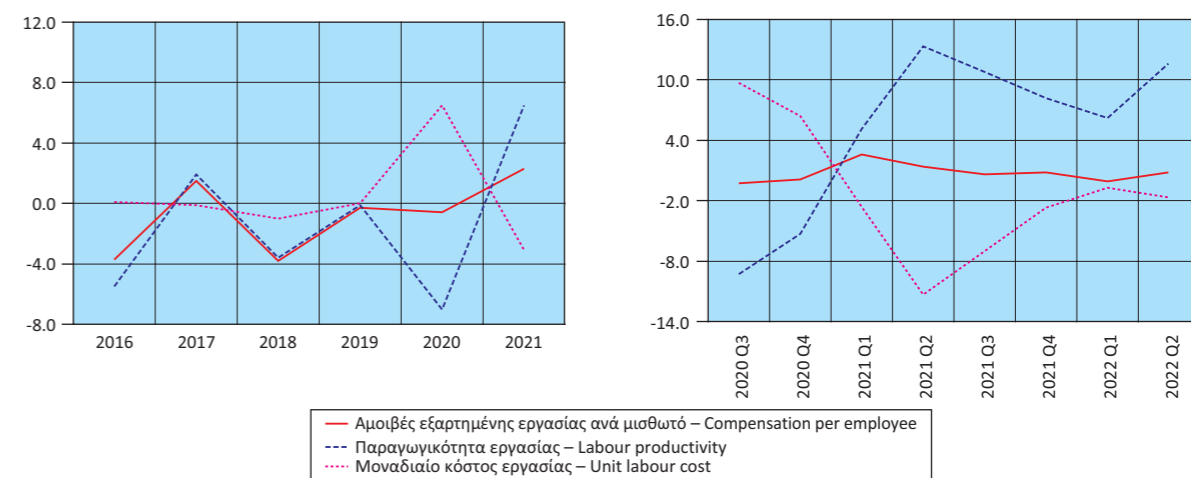 12.0
8.0
4.0
0.0
-4.0
-8.0
2016 2017 2018 2019 2020 2021
16.0
10.0
4.0
-2.0
-8.0
-14.0
2020 Q3
2020 Q4
2021 Q1
2021 Q2
2021 Q3
2021 Q4
2022 Q1
2022 Q2
Αμοιβές εξαρτημένης εργασίας ανά μισθωτό – Compensation per employee
Παραγωγικότητα εργασίας – Labour productivity
Μοναδιαίο κόστος εργασίας – Unit labour cost